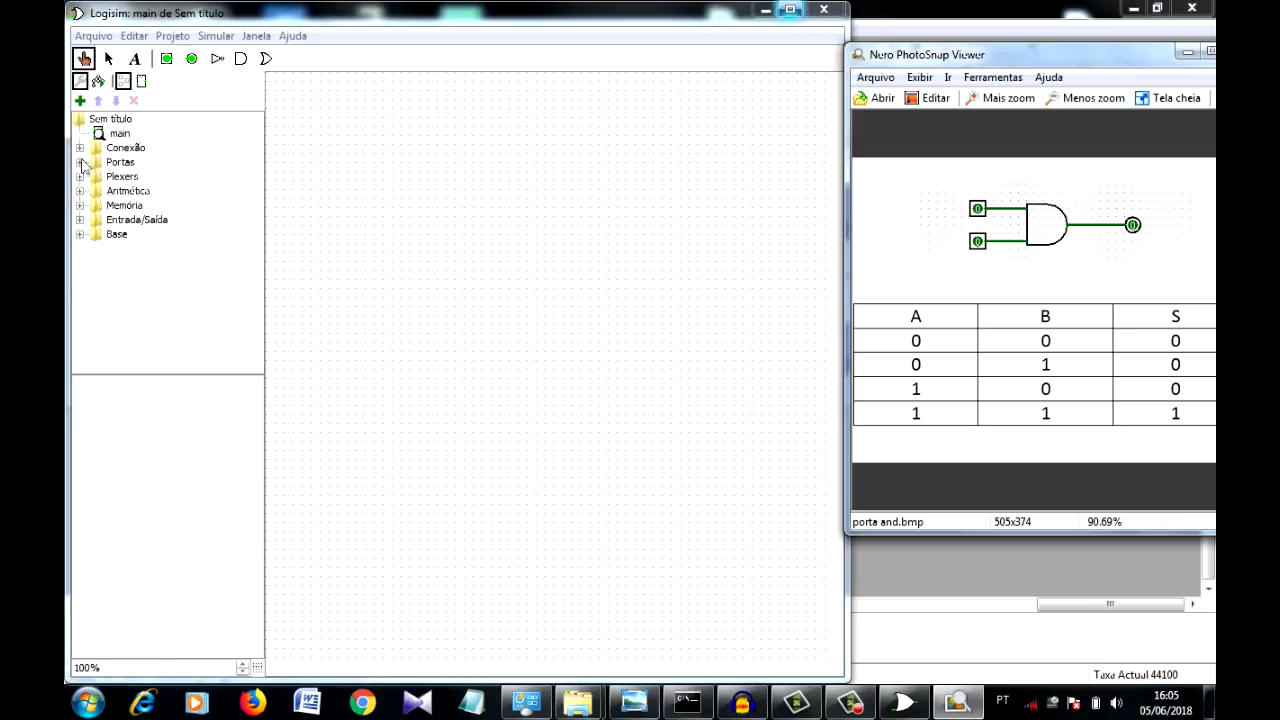 Logisim: main de Sem título
Arquivo Editar Projeto Simular Janela Ajuda
A
Sem título
main
Conexão
Portas
Plexers
Aritmética
Memória
Entrada/Saída
Base
100%
Nero PhotoSnap Viewer
Arquivo Exibir Ir Ferramentas Ajuda
Abrir Editar Mais zoom Menos zoom Tela cheia
0
0
0
A B S
0 0 0
0 1 0
1 0 0
1 1 1
porta and.bmp 505x374 90.69%
Taxa Actual 44100
PT 16:05
05/06/2018